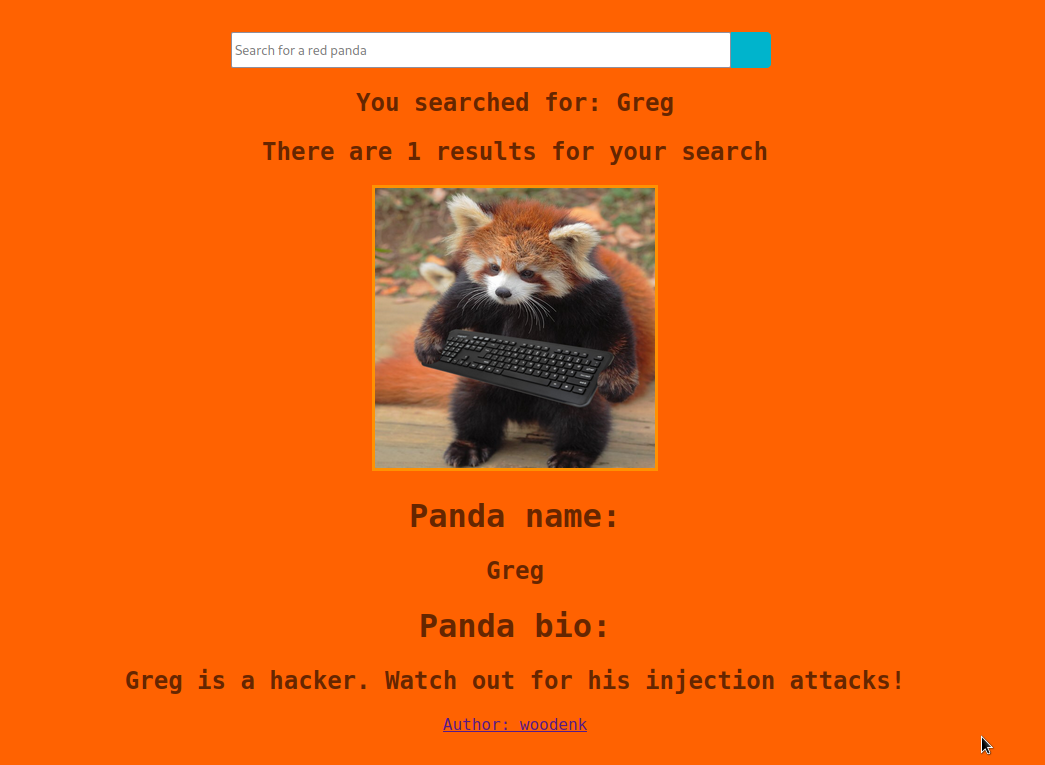 Search for a red panda
You searched for: Greg
There are 1 results for your search
Panda name:
Greg
Panda bio:
Greg is a hacker. Watch out for his injection attacks!
Author: woodenk